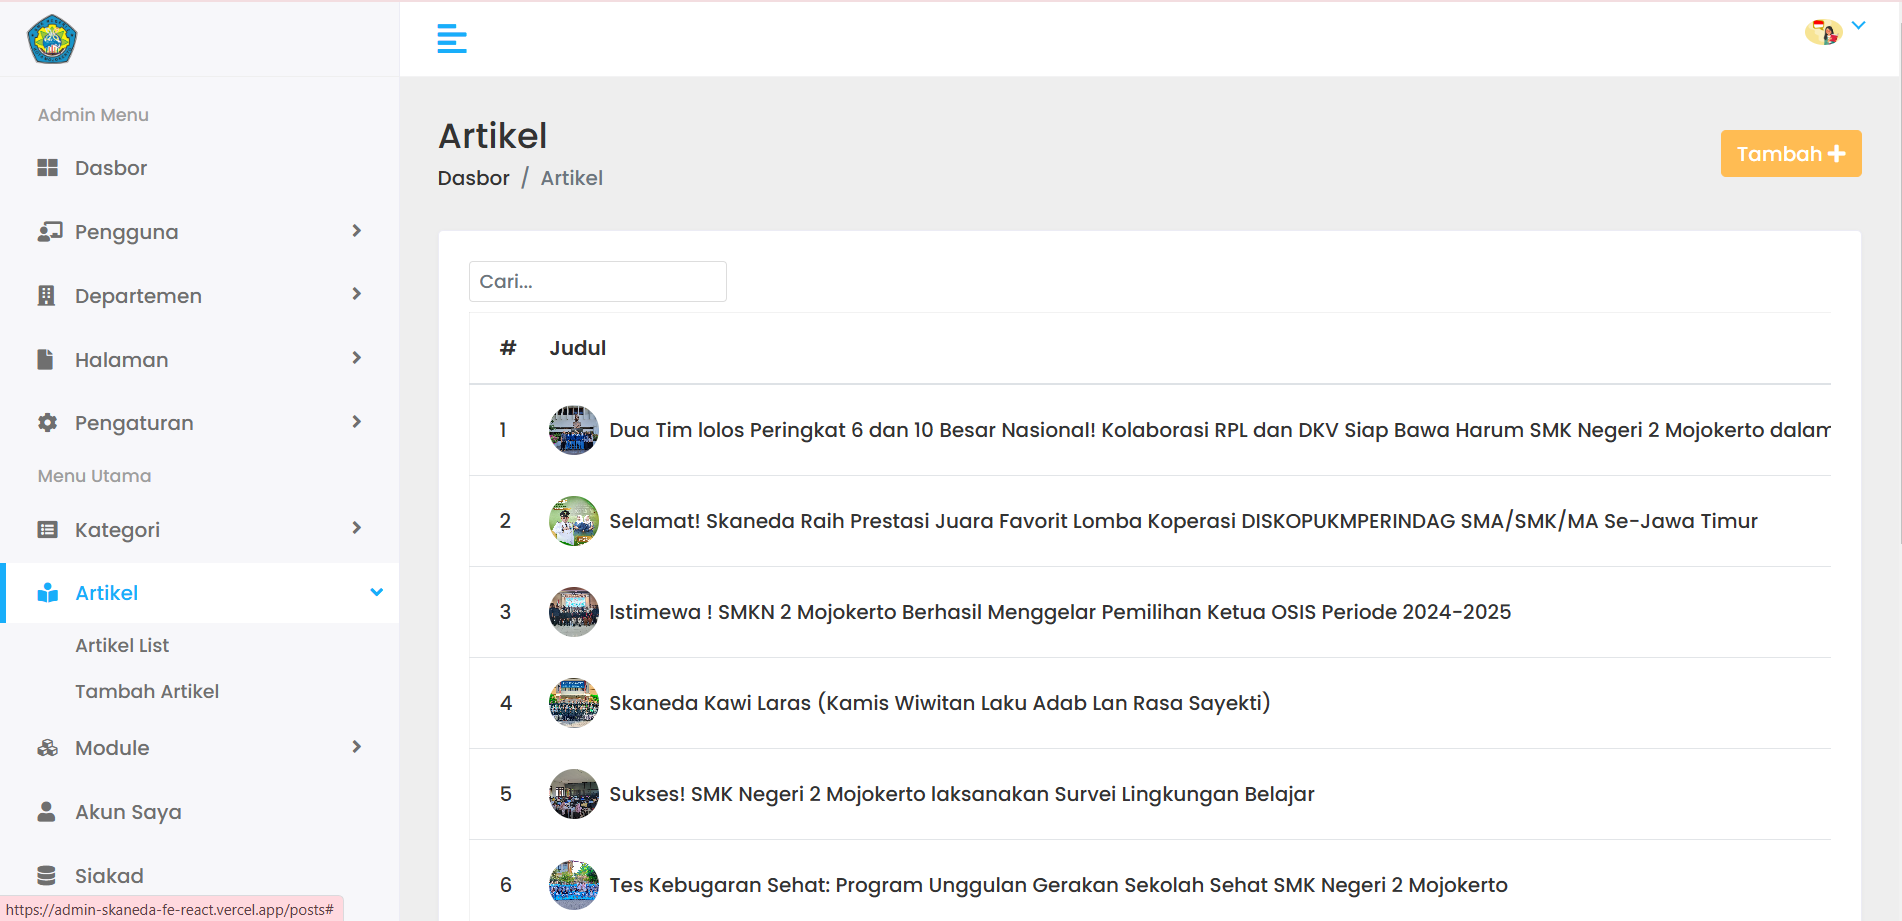 Admin Menu
Dasbor
Pengguna
Departemen
Halaman
Pengaturan
Menu Utama
Kategori
Artikel
Artikel List
Tambah Artikel
Module
Akun Saya
Siakad
https://admin-skaneda-fe-react.vercel.app/posts#
Artikel
Dasbor / Artikel
Tambah
Cari...
# Judul
1 Dua Tim lolos Peringkat 6 dan 10 Besar Nasional! Kolaborasi RPL dan DKV Siap Bawa Harum SMK Negeri 2 Mojokerto dalam
2 Selamat! Skaneda Raih Prestasi Juara Favorit Lomba Koperasi DISKOPUKMPERINDAG SMA/SMK/MA Se-Jawa Timur
3 Istimewa ! SMKN 2 Mojokerto Berhasil Menggelar Pemilihan Ketua OSIS Periode 2024-2025
4 Skaneda Kawi Laras (Kamis Wiwitan Laku Adab Lan Rasa Sayekti)
5 Sukses! SMK Negeri 2 Mojokerto laksanakan Survei Lingkungan Belajar
6 Tes Kebugaran Sehat: Program Unggulan Gerakan Sekolah Sehat SMK Negeri 2 Mojokerto